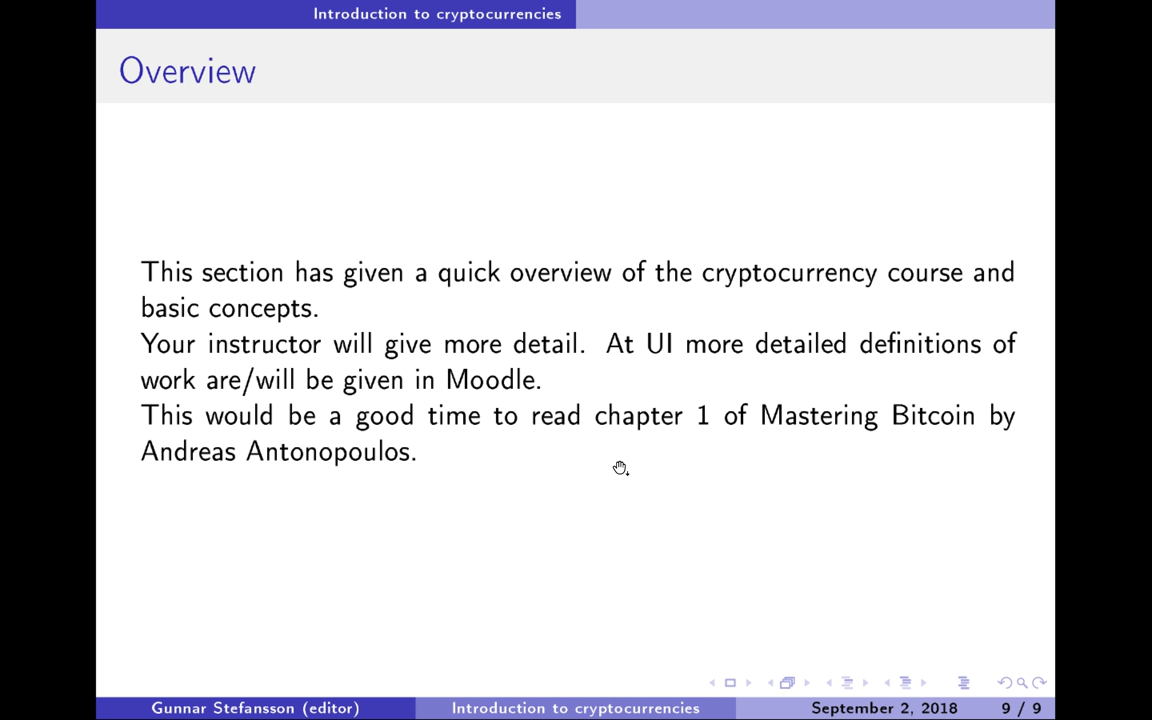 Introduction to cryptocurrencies
Overview
This section has given a quick overview of the cryptocurrency course and
basic concepts.
Your instructor will give more detail. At UI more detailed definitions of
work are/will be given in Moodle.
This would be a good time to read chapter 1 of Mastering Bitcoin by
Andreas Antonopoulos.
Gunnar Stefansson (editor) Introduction to cryptocurrencies September 2, 2018 9 / 9